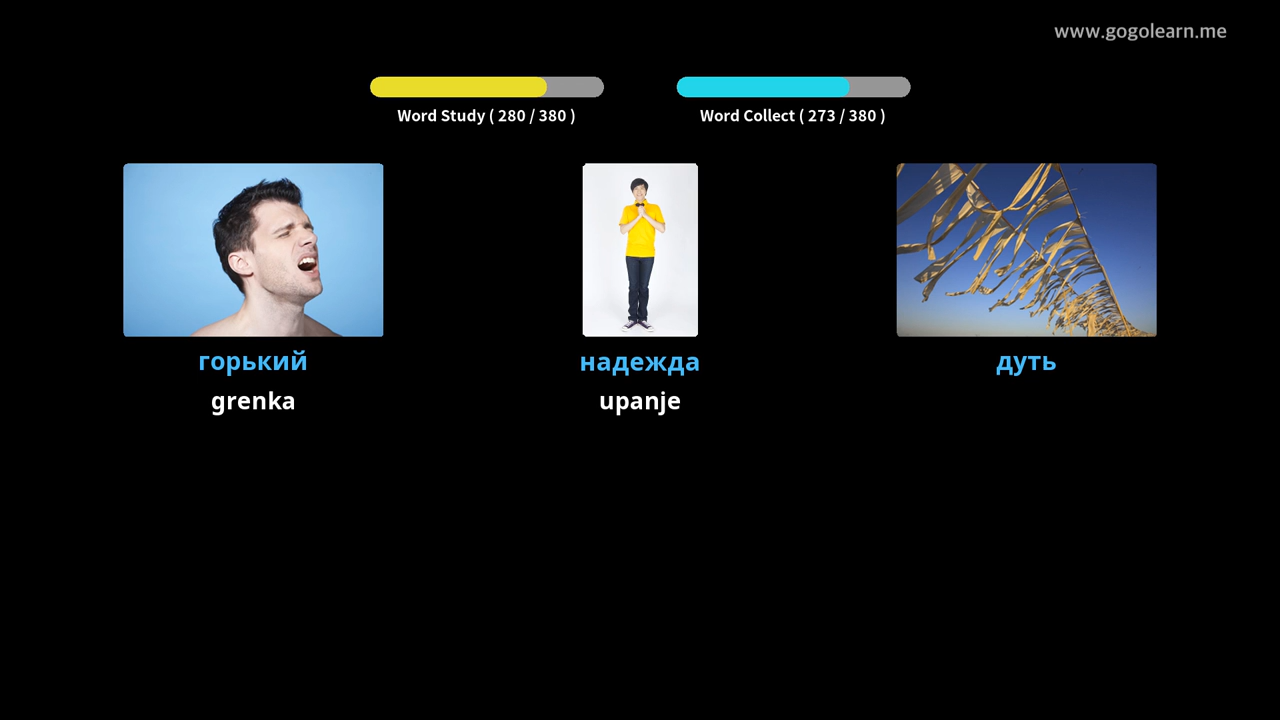 www.gogolearn.me
Word Study ( 280 / 380 )
Word Collect ( 273 / 380 )
горький
надежда
дуть
grenka
upanje